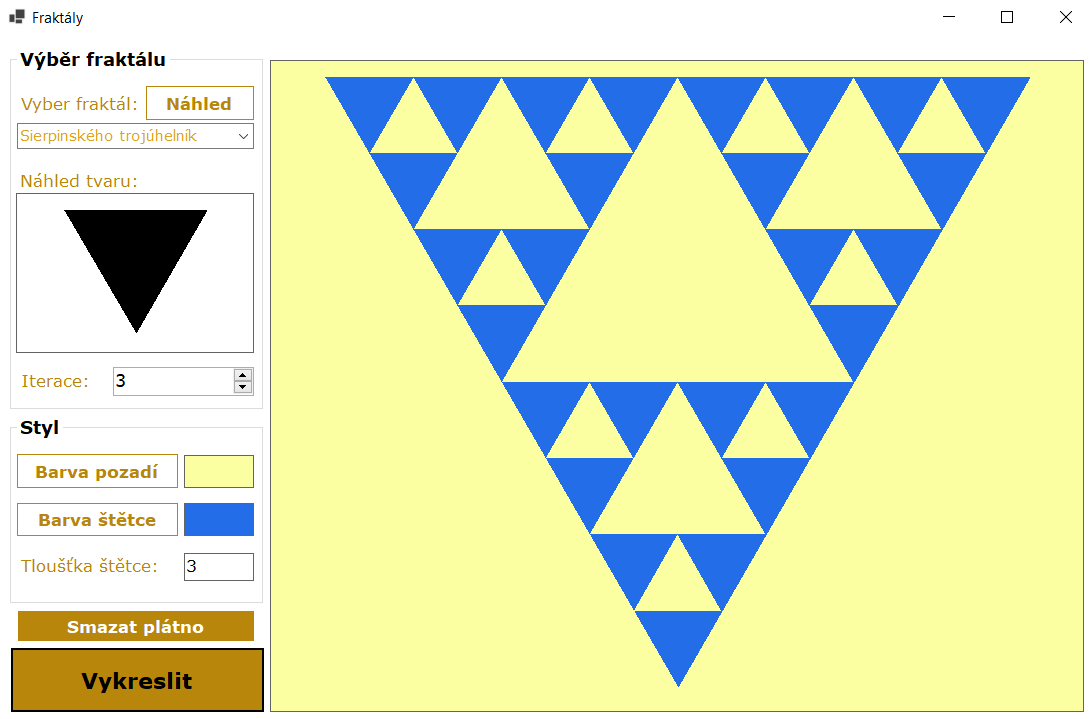 Fraktály
Výběr fraktálu
Vyber fraktál: Náhled
Sierpinského trojúhelník
Náhled tvaru:
Iterace: 3
Styl
Barva pozadí
Barva štětce
Tloušťka štětce: 3
Smazat plátno
Vykreslit